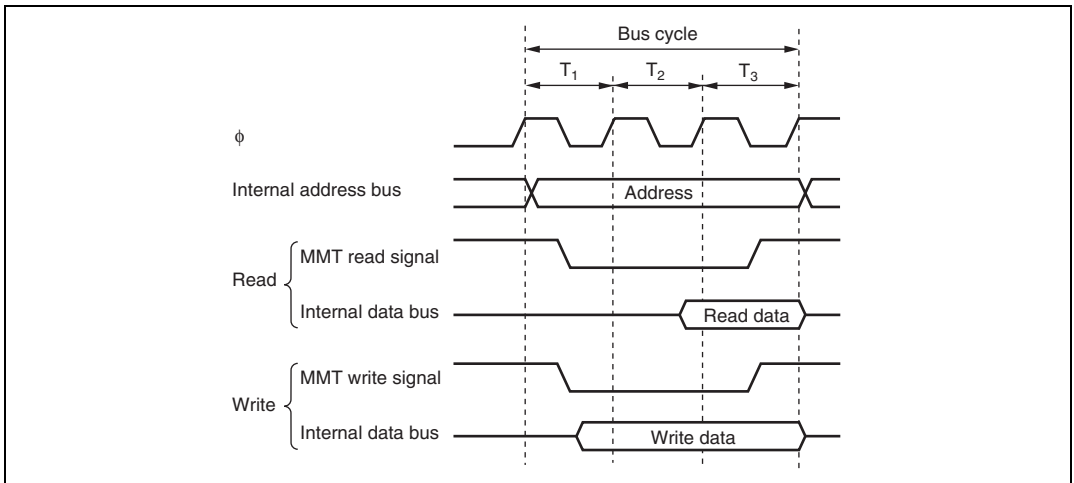 Bus cycle
T1 T2 T3
ϕ
Internal address bus
Address
MMT read signal
Read
Internal data bus
Read data
MMT write signal
Write
Internal data bus
Write data